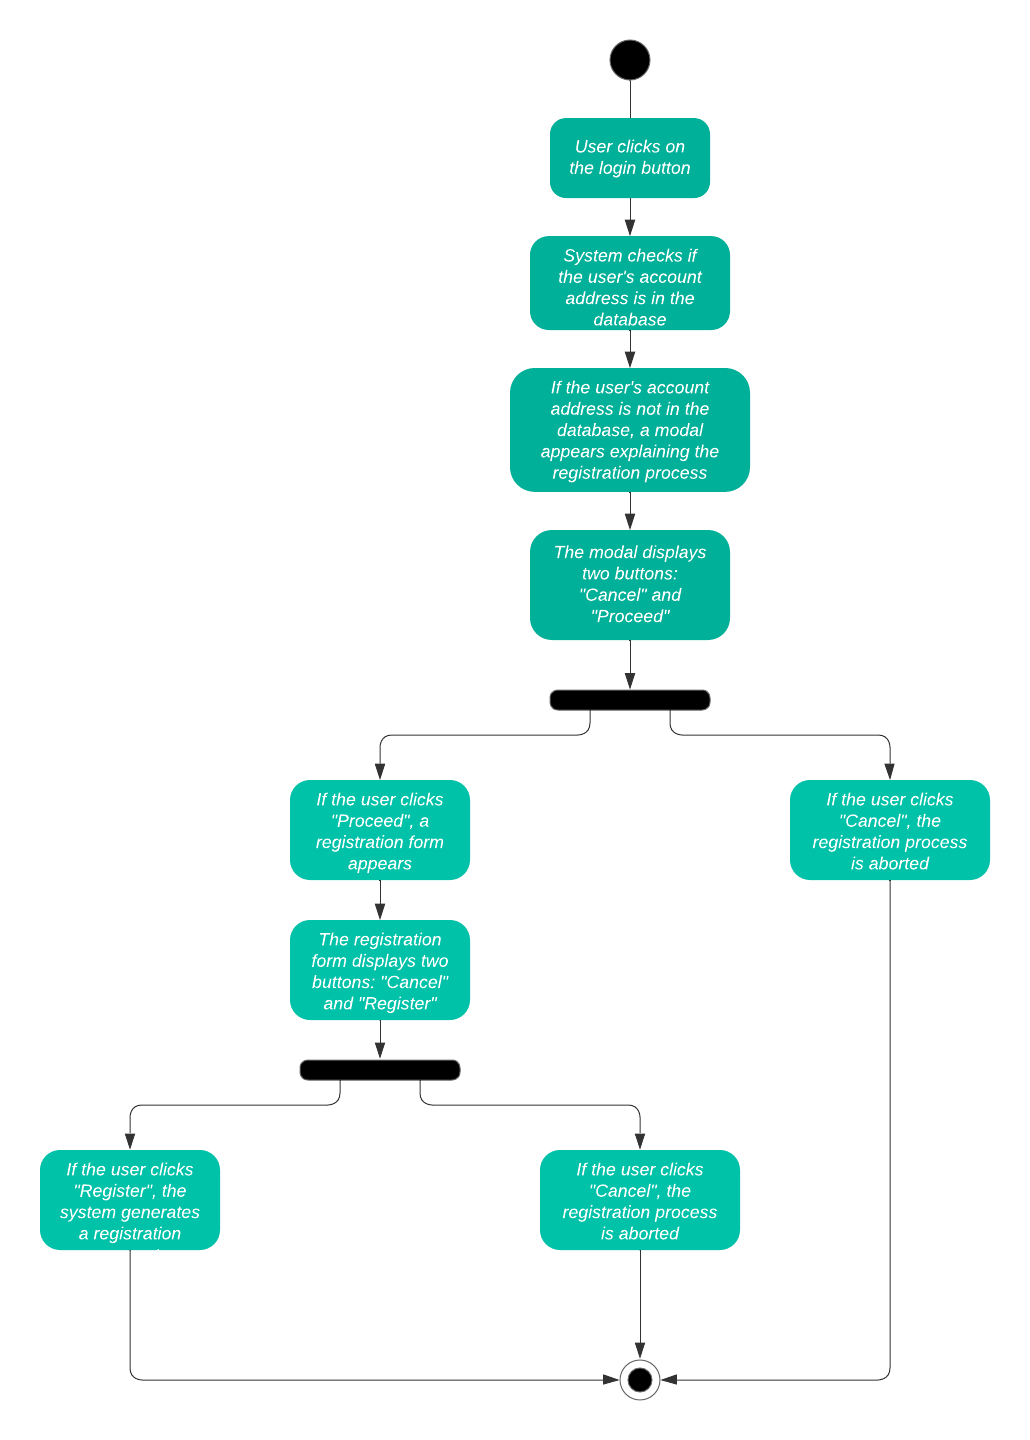 User clicks on
the login button
System checks if
the user's account
address is in the
database
If the user's account
address is not in the
database, a modal
appears explaining the
registration process
The modal displays
two buttons:
"Cancel" and
"Proceed"
If the user clicks
"Proceed", a
registration form
appears
If the user clicks
"Cancel", the
registration process
is aborted
The registration
form displays two
buttons: "Cancel"
and "Register"
If the user clicks
"Register", the
system generates
a registration
If the user clicks
"Cancel", the
registration process
is aborted